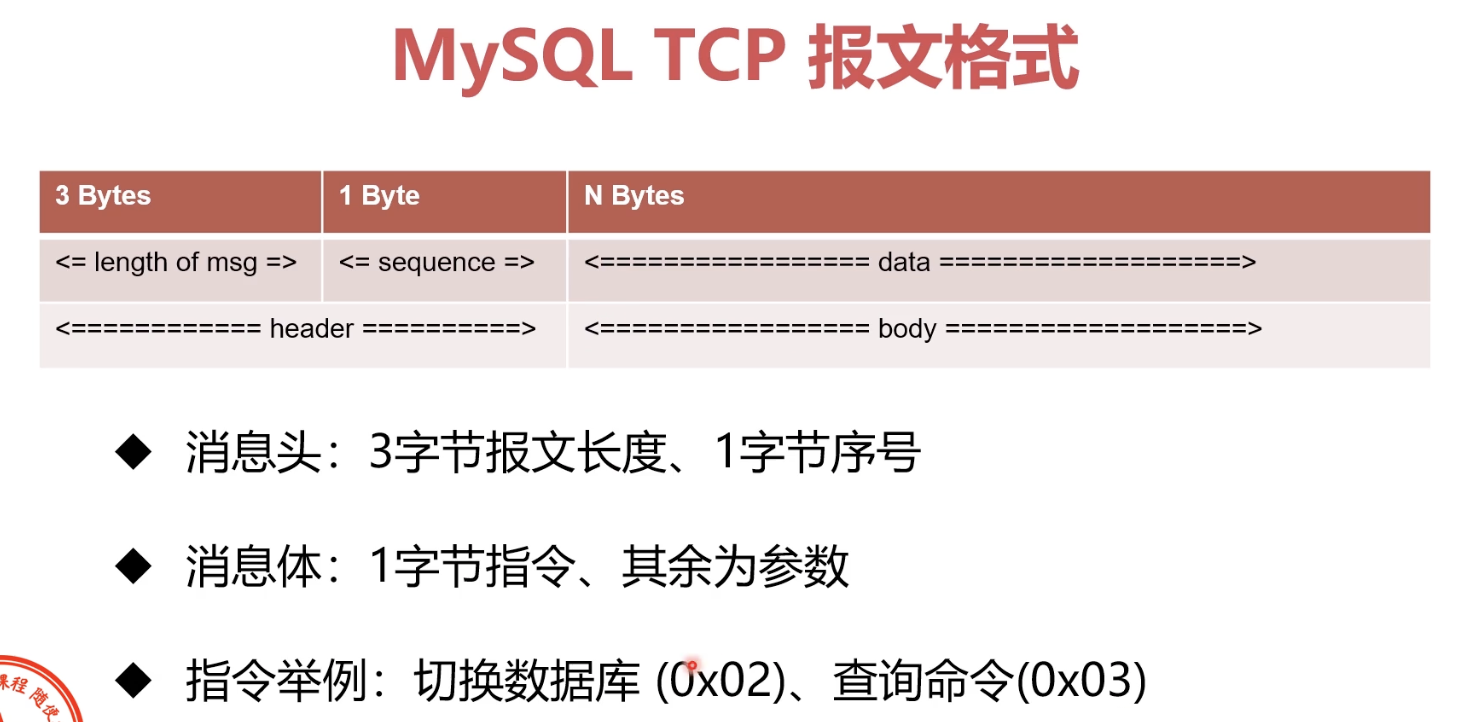 MySQL TCP 报文格式
3 Bytes 1 Byte N Bytes
<= length of msg => <= sequence => <================= data ===================>
<============ header ==========> <================= body ===================>
◆ 消息头：3字节报文长度、1字节序号
◆ 消息体：1字节指令、其余为参数
◆ 指令举例：切换数据库 (0x02)、查询命令(0x03)
课程 随便